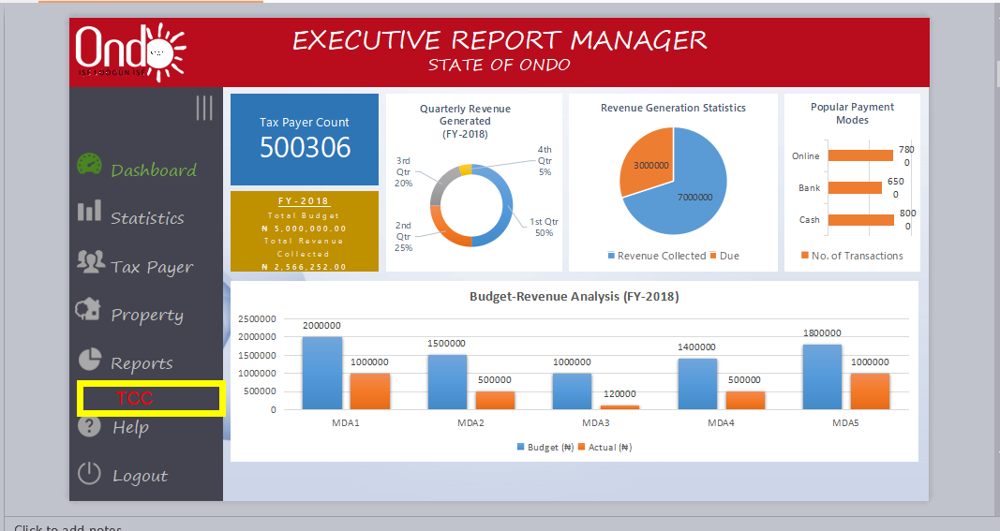 Ondo
EXECUTIVE REPORT MANAGER
STATE OF ONDO
Dashboard
Statistics
Tax Payer
Property
Reports
TCC
Help
Logout
Tax Payer Count
500306
FY-2018
Total Budget
₦ 5,000,000.00
Total Revenue
Collected
₦ 2,566,252.00
Quarterly Revenue
Generated
(FY-2018)
4th
Qtr
5%
3rd
Qtr
20%
2nd
Qtr
25%
1st Qtr
50%
Revenue Generation Statistics
3000000
7000000
Revenue Collected
Due
Popular Payment
Modes
Online
780
0
Bank
650
0
Cash
800
0
No. of Transactions
Budget-Revenue Analysis (FY-2018)
2500000
2000000
1500000
1000000
500000
0
2000000
1000000
1500000
500000
1000000
120000
1400000
500000
1800000
1000000
MDA1
MDA2
MDA3
MDA4
MDA5
Budget (₦)
Actual (₦)
Click to add notes